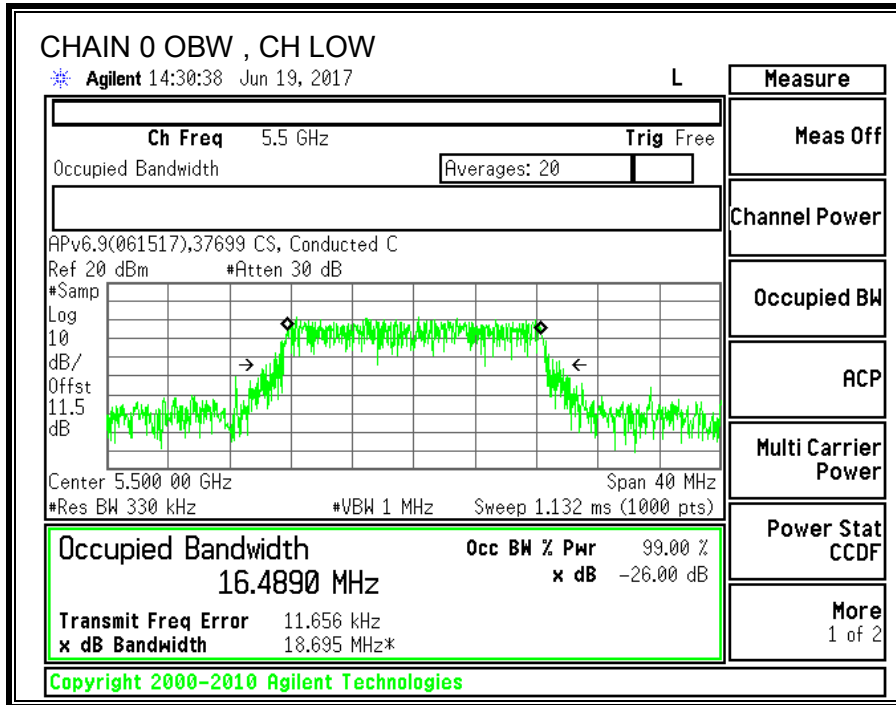 CHAIN 0 OBW , CH LOW
Agilent 14:30:38 Jun 19, 2017 L
Measure
Ch Freq 5.5 GHz Trig Free
Meas Off
Occupied Bandwidth Averages: 20
Channel Power
APv6.9(061517),37699 CS, Conducted C
Ref 20 dBm #Atten 30 dB
#Samp
Log
10
dB/
Offst
11.5
dB
Occupied BW
ACP
Multi Carrier
Power
Center 5.500 00 GHz Span 40 MHz
#Res BW 330 kHz #VBW 1 MHz Sweep 1.132 ms (1000 pts)
Power Stat
CCDF
Occupied Bandwidth Occ BW % Pwr 99.00 %
16.4890 MHz x dB -26.00 dB
Transmit Freq Error 11.656 kHz
x dB Bandwidth 18.695 MHz*
More
1 of 2
Copyright 2000-2010 Agilent Technologies